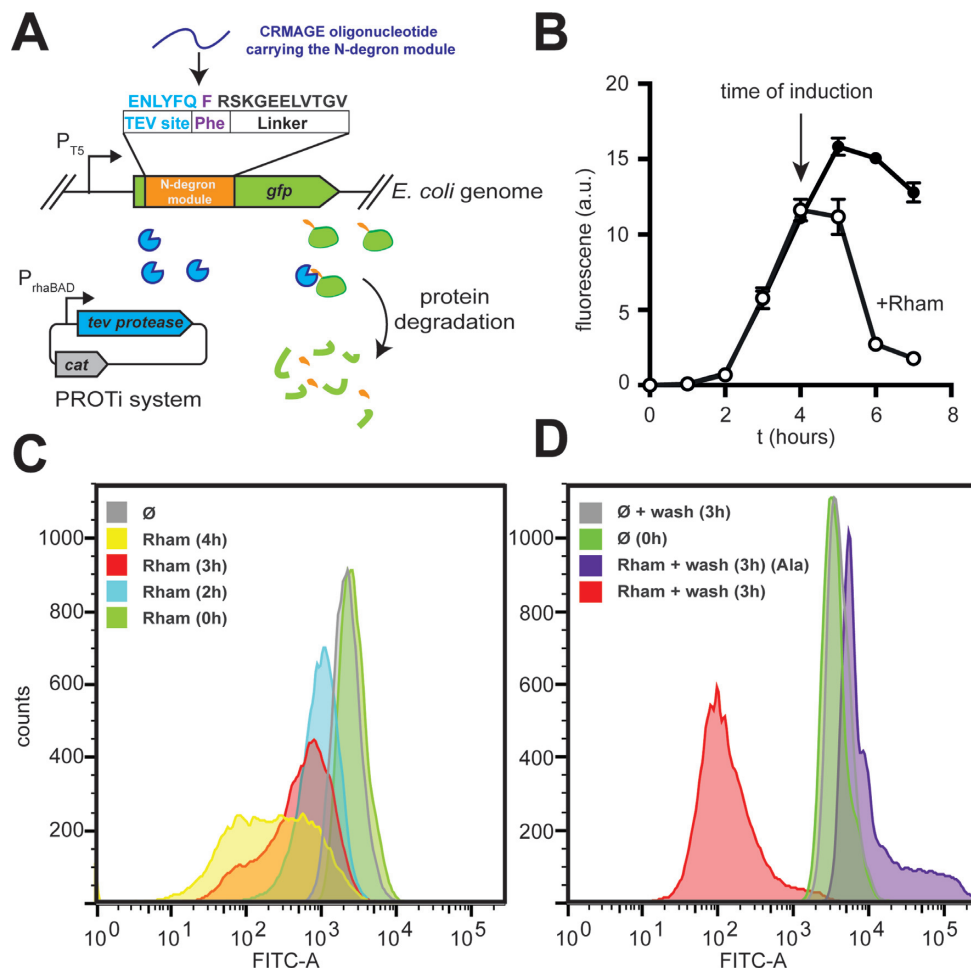 A
CRMAGE oligonucleotide
carrying the N-degron module
ENLYFQ F RSKGEELVTGV
TEV site Phe Linker
PT5
N-degron
module
gfp
E. coli genome
PrhaBAD
tev protease
cat
PROTi system
protein
degradation
B
time of induction
fluorescene (a.u.)
20
15
10
5
0
+Rham
0 2 4 6 8
t (hours)
C
Ø
Rham (4h)
Rham (3h)
Rham (2h)
Rham (0h)
counts
1000
800
600
400
200
10^0 10^1 10^2 10^3 10^4 10^5
FITC-A
D
Ø + wash (3h)
Ø (0h)
Rham + wash (3h) (Ala)
Rham + wash (3h)
1000
800
600
400
200
10^0 10^1 10^2 10^3 10^4 10^5
FITC-A